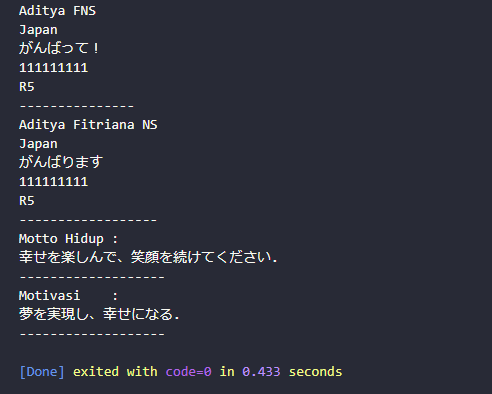 Aditya FNS
Japan
がんばって！
111111111
R5
---------------
Aditya Fitriana NS
Japan
がんばります
111111111
R5
------------------
Motto Hidup :
幸せを楽しんで、笑顔を続けてください.
-------------------
Motivasi    :
夢を実現し、幸せになる.
-------------------
[Done] exited with code=0 in 0.433 seconds